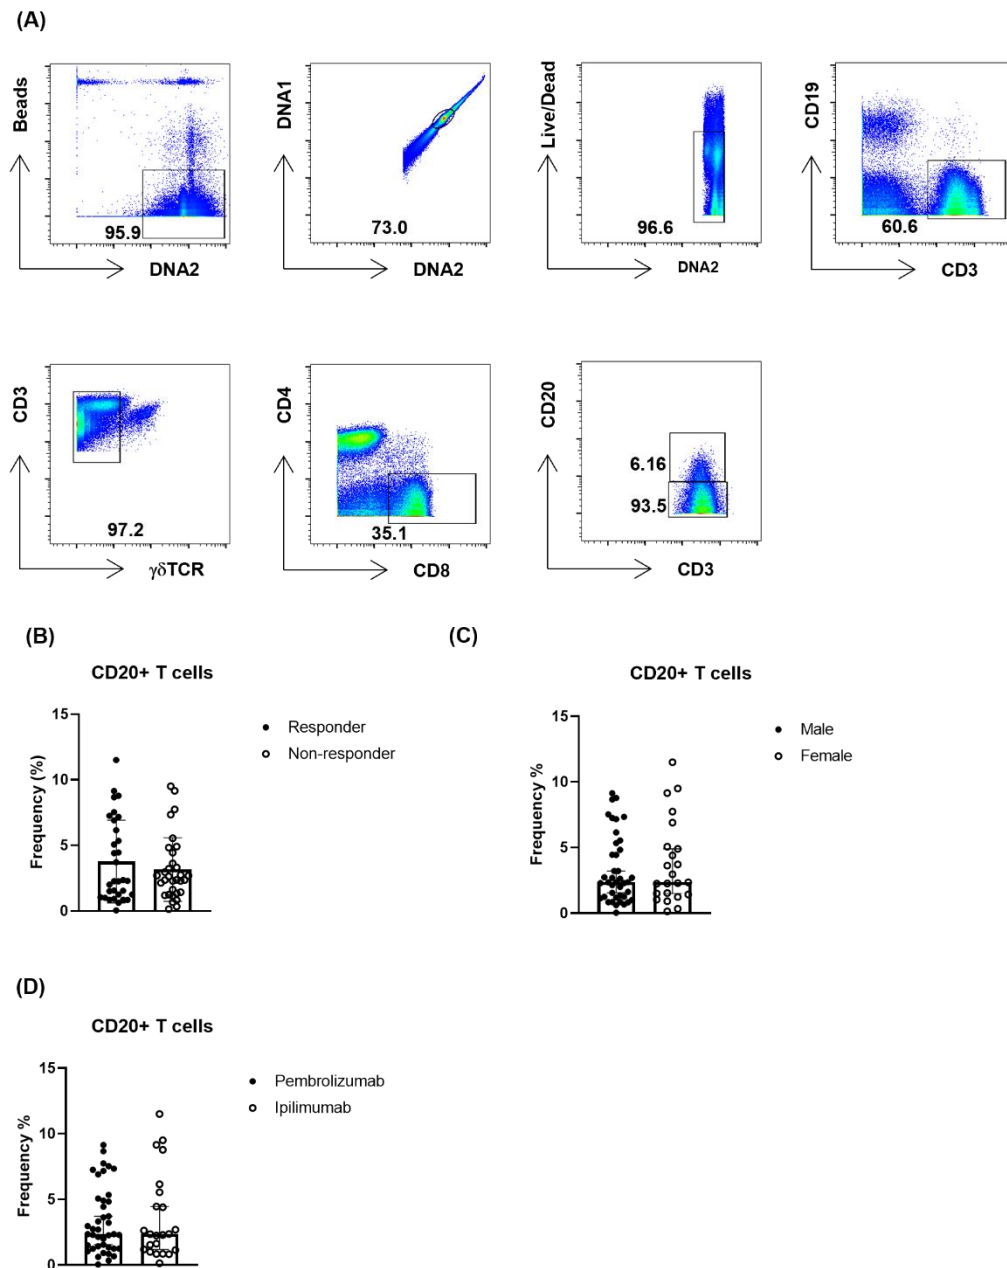 (A)
Beads
95.9
DNA2
DNA1
73.0
DNA2
Live/Dead
96.6
DNA2
CD19
60.6
CD3
CD3
97.2
γδTCR
CD4
35.1
CD8
CD20
6.16
93.5
CD3
(B)
CD20+ T cells
Frequency (%)
15
10
5
0
Responder
Non-responder
(C)
CD20+ T cells
Frequency %
15
10
5
0
Male
Female
(D)
CD20+ T cells
Frequency %
15
10
5
0
Pembrolizumab
Ipilimumab